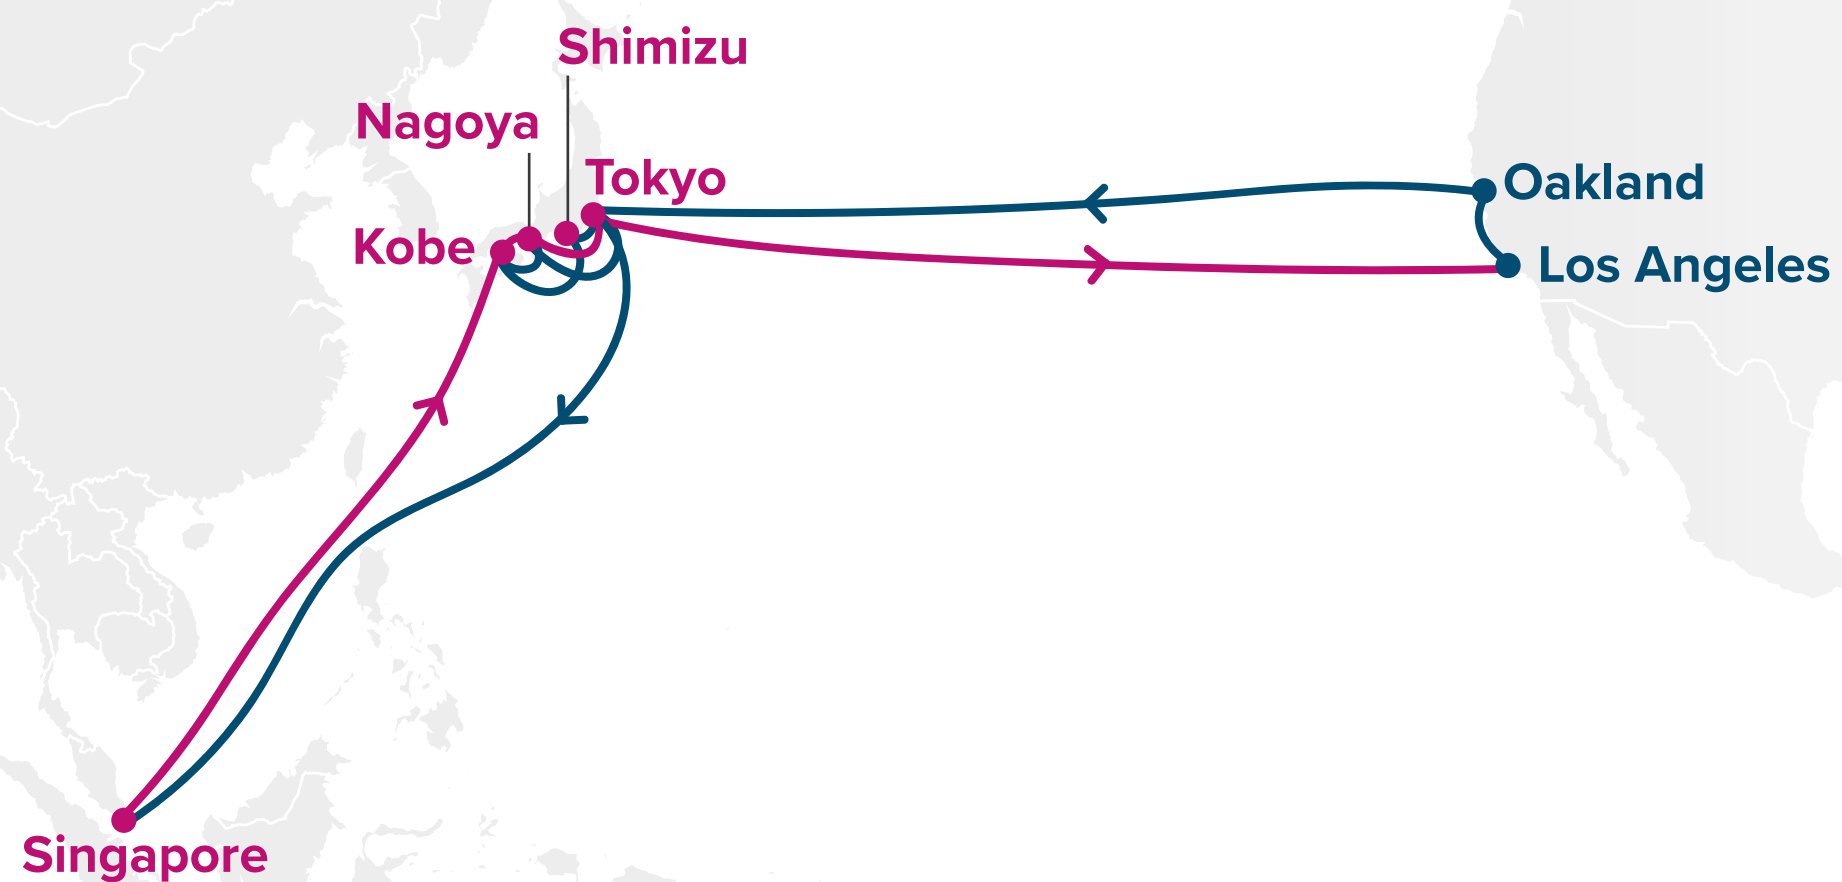 Shimizu
Nagoya
Tokyo
Kobe
Oakland
Los Angeles
Singapore